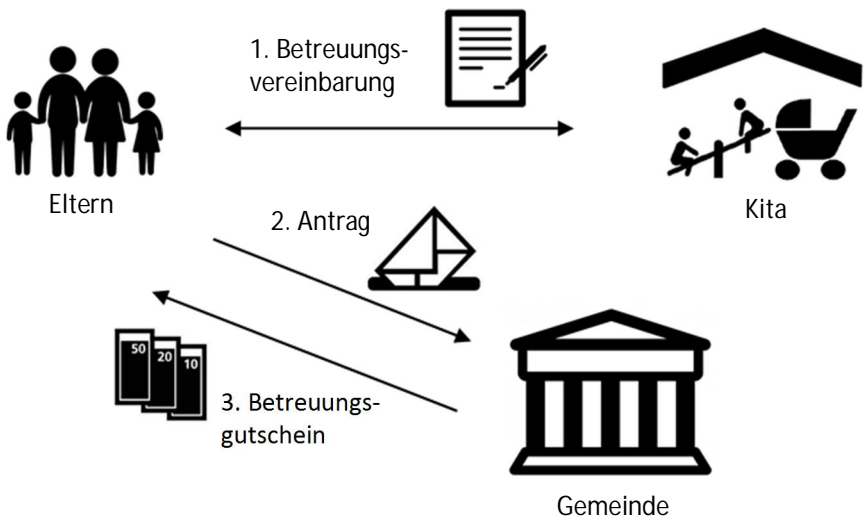 1. Betreuungs-
vereinbarung
Eltern
Kita
2. Antrag
50
20
10
3. Betreuungs-
gutschein
Gemeinde